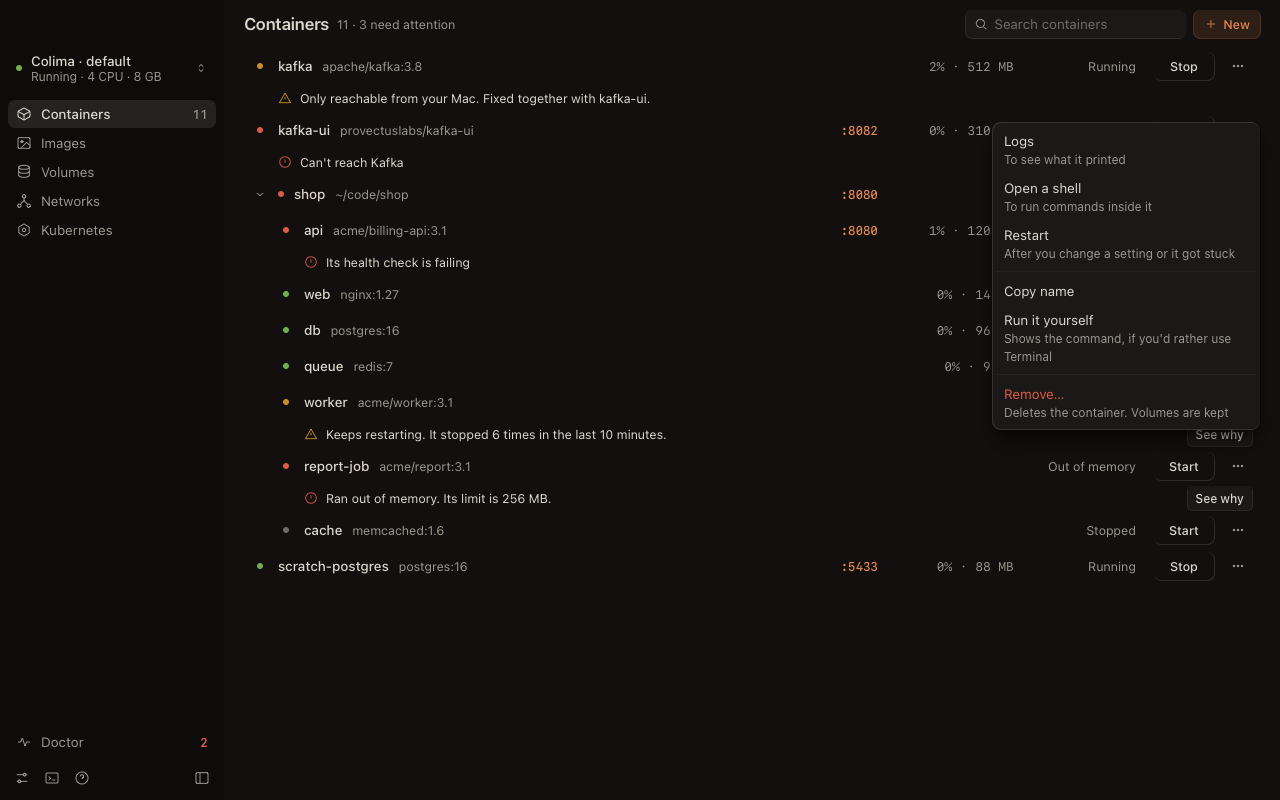 Containers 11 · 3 need attention
Search containers
+ New
Colima · default
Running · 4 CPU · 8 GB
Containers 11
Images
Volumes
Networks
Kubernetes
kafka apache/kafka:3.8 2% · 512 MB Running Stop
Only reachable from your Mac. Fixed together with kafka-ui.
kafka-ui provectuslabs/kafka-ui :8082 0% · 310
Can't reach Kafka
shop ~/code/shop :8080
api acme/billing-api:3.1 :8080 1% · 120
Its health check is failing
web nginx:1.27 0% · 14
db postgres:16 0% · 96
queue redis:7 0% · 9
worker acme/worker:3.1
Keeps restarting. It stopped 6 times in the last 10 minutes. See why
report-job acme/report:3.1 Out of memory Start
Ran out of memory. Its limit is 256 MB. See why
cache memcached:1.6 Stopped Start
scratch-postgres postgres:16 :5433 0% · 88 MB Running Stop
Logs
To see what it printed
Open a shell
To run commands inside it
Restart
After you change a setting or it got stuck
Copy name
Run it yourself
Shows the command, if you'd rather use
Terminal
Remove...
Deletes the container. Volumes are kept
Doctor 2